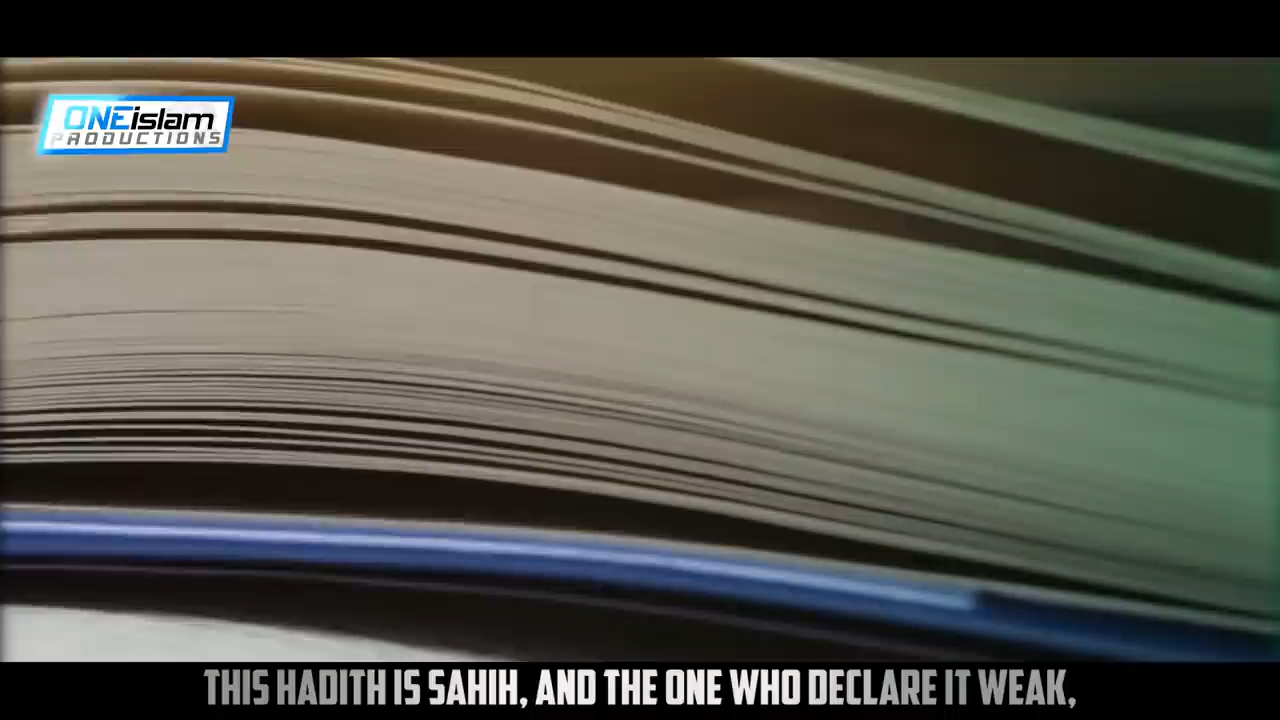 ONEislam
PRODUCTIONS
THIS HADITH IS SAHIH, AND THE ONE WHO DECLARE IT WEAK,